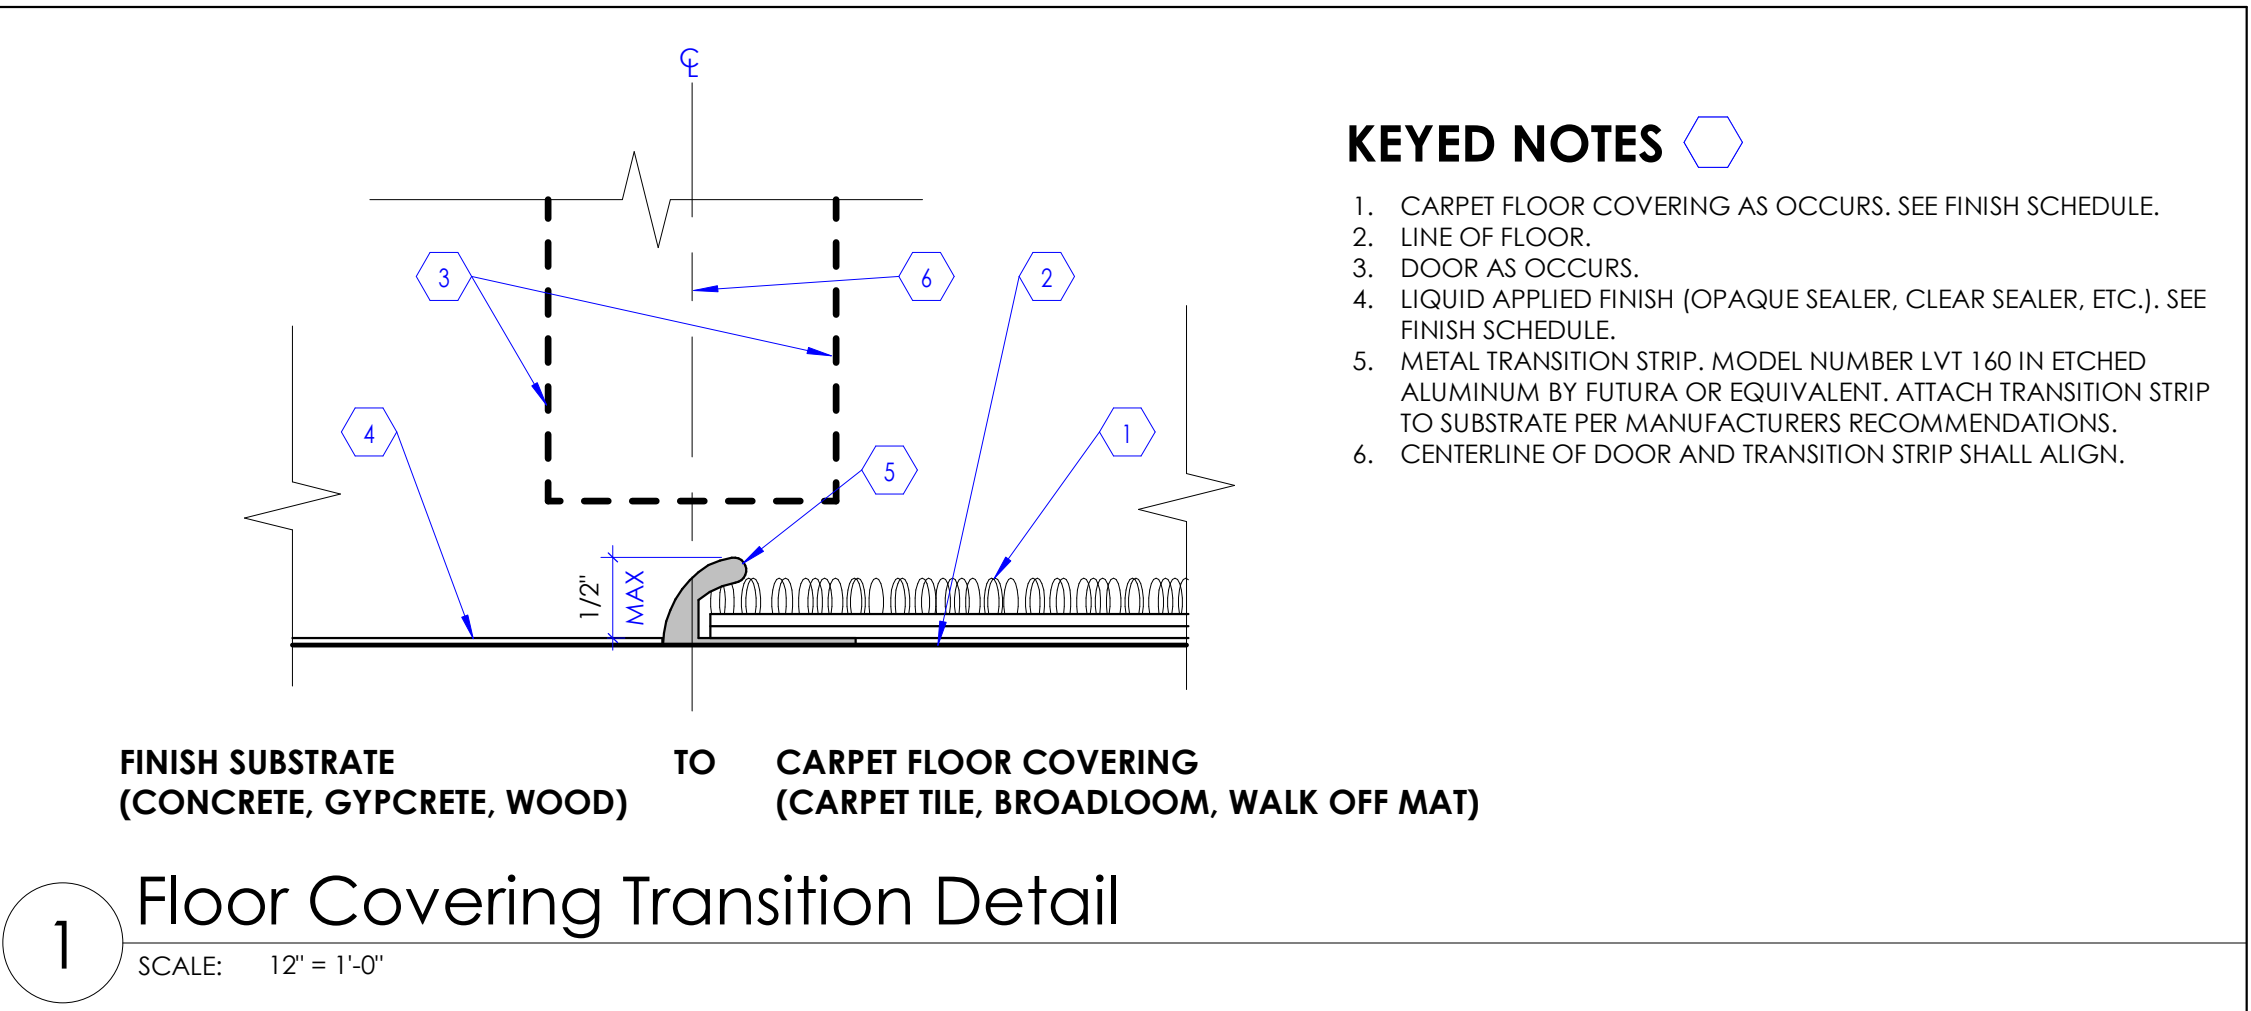 ℄
KEYED NOTES
1. CARPET FLOOR COVERING AS OCCURS. SEE FINISH SCHEDULE.
2. LINE OF FLOOR.
3. DOOR AS OCCURS.
4. LIQUID APPLIED FINISH (OPAQUE SEALER, CLEAR SEALER, ETC.). SEE
FINISH SCHEDULE.
5. METAL TRANSITION STRIP. MODEL NUMBER LVT 160 IN ETCHED
ALUMINUM BY FUTURA OR EQUIVALENT. ATTACH TRANSITION STRIP
TO SUBSTRATE PER MANUFACTURERS RECOMMENDATIONS.
6. CENTERLINE OF DOOR AND TRANSITION STRIP SHALL ALIGN.
3
6
2
4
1
5
1/2"
MAX
FINISH SUBSTRATE TO CARPET FLOOR COVERING
(CONCRETE, GYPCRETE, WOOD) (CARPET TILE, BROADLOOM, WALK OFF MAT)
1
Floor Covering Transition Detail
SCALE: 12" = 1'-0"